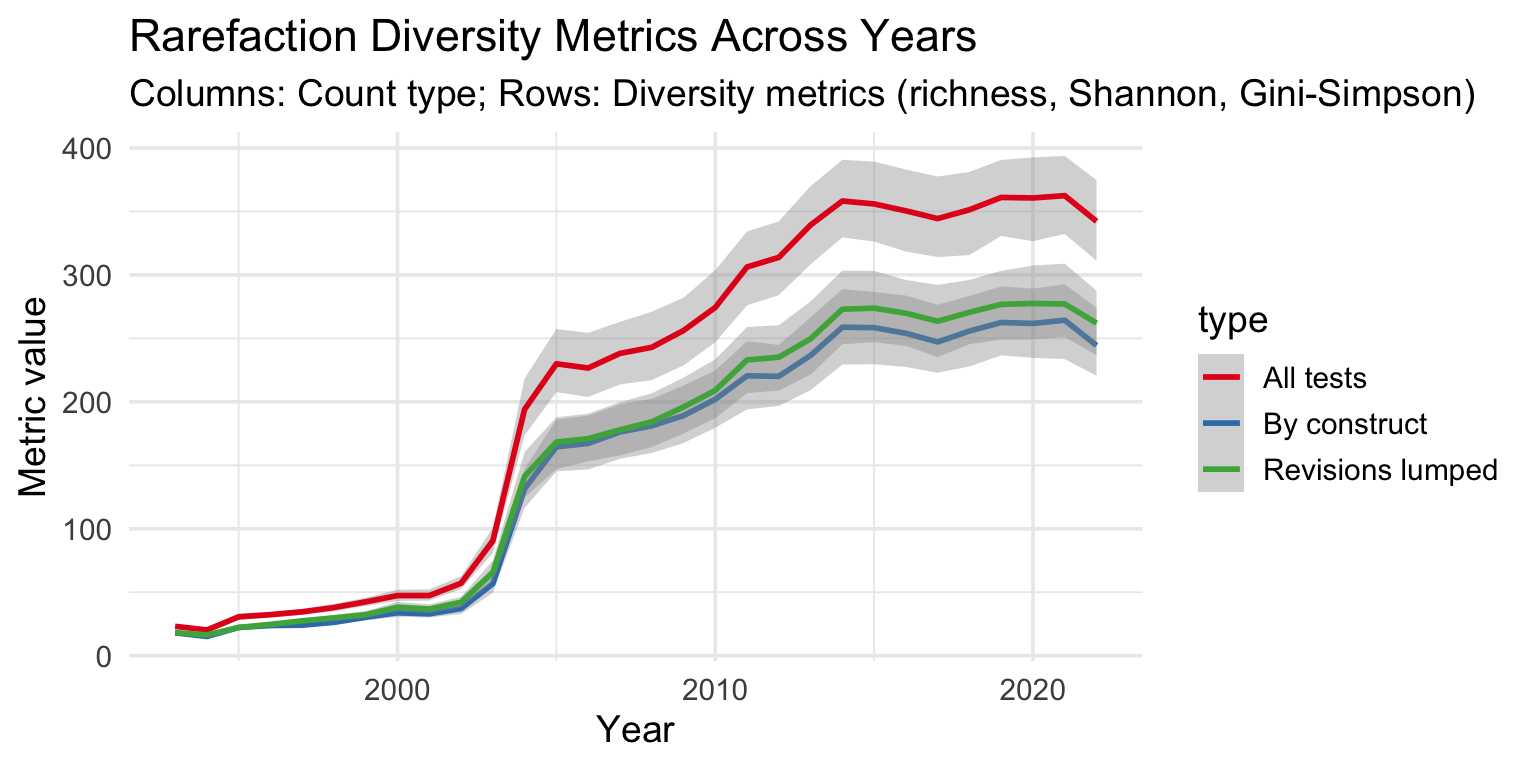 Rarefaction Diversity Metrics Across Years
Columns: Count type; Rows: Diversity metrics (richness, Shannon, Gini-Simpson)
400
300
200
100
0
Metric value
2000
2010
2020
Year
type
All tests
By construct
Revisions lumped